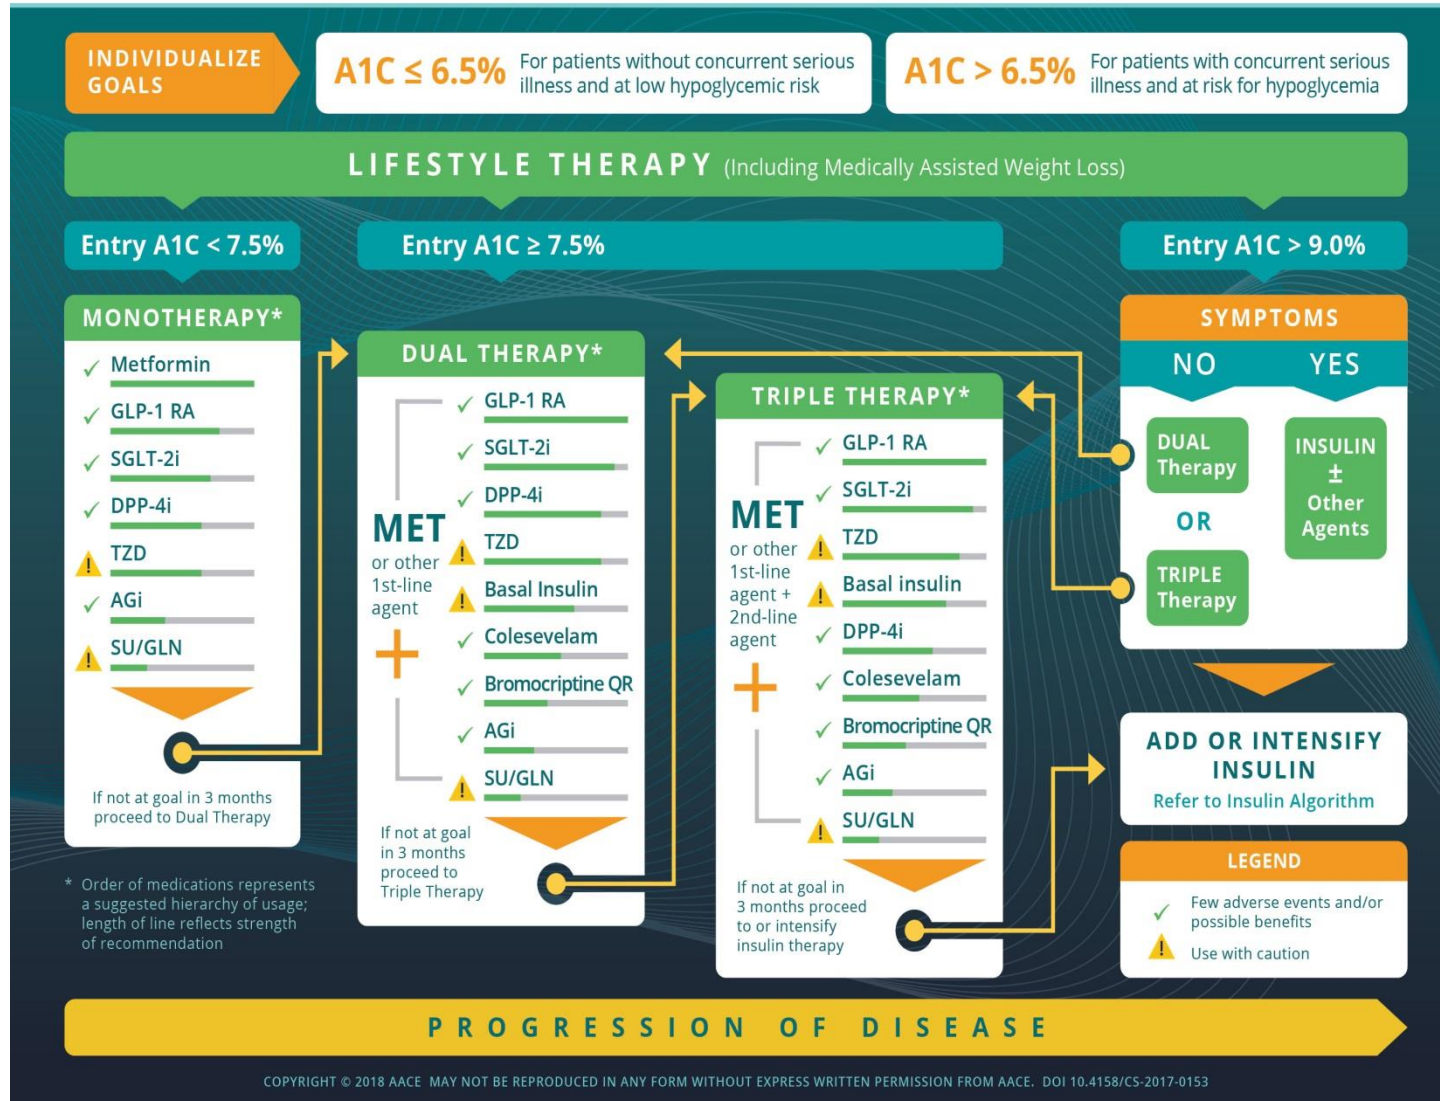 INDIVIDUALIZE
GOALS
A1C ≤ 6.5%
For patients without concurrent serious
illness and at low hypoglycemic risk
A1C > 6.5%
For patients with concurrent serious
illness and at risk for hypoglycemia
LIFESTYLE THERAPY (Including Medically Assisted Weight Loss)
Entry A1C < 7.5%
MONOTHERAPY*
Metformin
GLP-1 RA
SGLT-2i
DPP-4i
TZD
AGi
SU/GLN
If not at goal in 3 months
proceed to Dual Therapy
Entry A1C ≥ 7.5%
DUAL THERAPY*
MET
or other
1st-line
agent
+
GLP-1 RA
SGLT-2i
DPP-4i
TZD
Basal Insulin
Colesevelam
Bromocriptine QR
AGi
SU/GLN
If not at goal
in 3 months
proceed to
Triple Therapy
TRIPLE THERAPY*
MET
or other
1st-line
agent +
2nd-line
agent
+
GLP-1 RA
SGLT-2i
TZD
Basal insulin
DPP-4i
Colesevelam
Bromocriptine QR
AGi
SU/GLN
If not at goal in
3 months proceed
to or intensify
insulin therapy
Entry A1C > 9.0%
SYMPTOMS
NO
YES
DUAL
Therapy
OR
TRIPLE
Therapy
INSULIN
±
Other
Agents
ADD OR INTENSIFY
INSULIN
Refer to Insulin Algorithm
LEGEND
Few adverse events and/or
possible benefits
Use with caution
* Order of medications represents
a suggested hierarchy of usage;
length of line reflects strength
of recommendation
PROGRESSION OF DISEASE
COPYRIGHT © 2018 AACE MAY NOT BE REPRODUCED IN ANY FORM WITHOUT EXPRESS WRITTEN PERMISSION FROM AACE. DOI 10.4158/CS-2017-0153